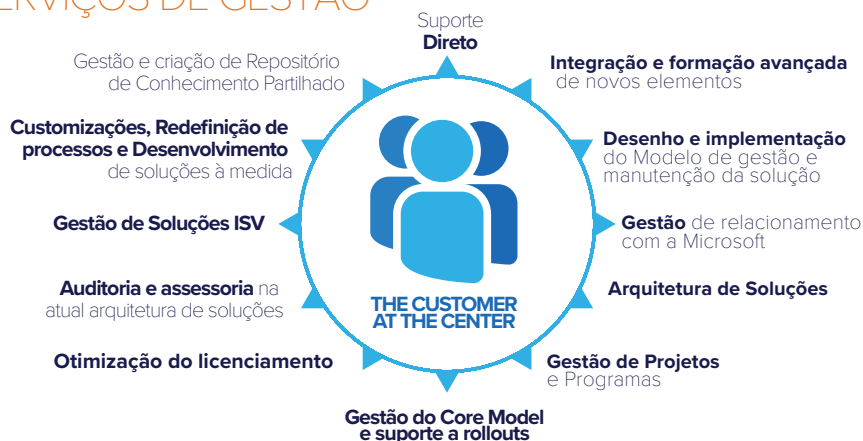 SERVIÇOS DE GESTÃO
Suporte
Direto
Integração e formação avançada
de novos elementos
Desenho e implementação
do Modelo de gestão e
manutenção da solução
Gestão de relacionamento
com a Microsoft
Arquitetura de Soluções
Gestão de Projetos
e Programas
Gestão do Core Model
e suporte a rollouts
Otimização do licenciamento
Auditoria e assessoria na
atual arquitetura de soluções
Gestão de Soluções ISV
Customizações, Redefinição de
processos e Desenvolvimento
de soluções à medida
Gestão e criação de Repositório
de Conhecimento Partilhado
THE CUSTOMER
AT THE CENTER